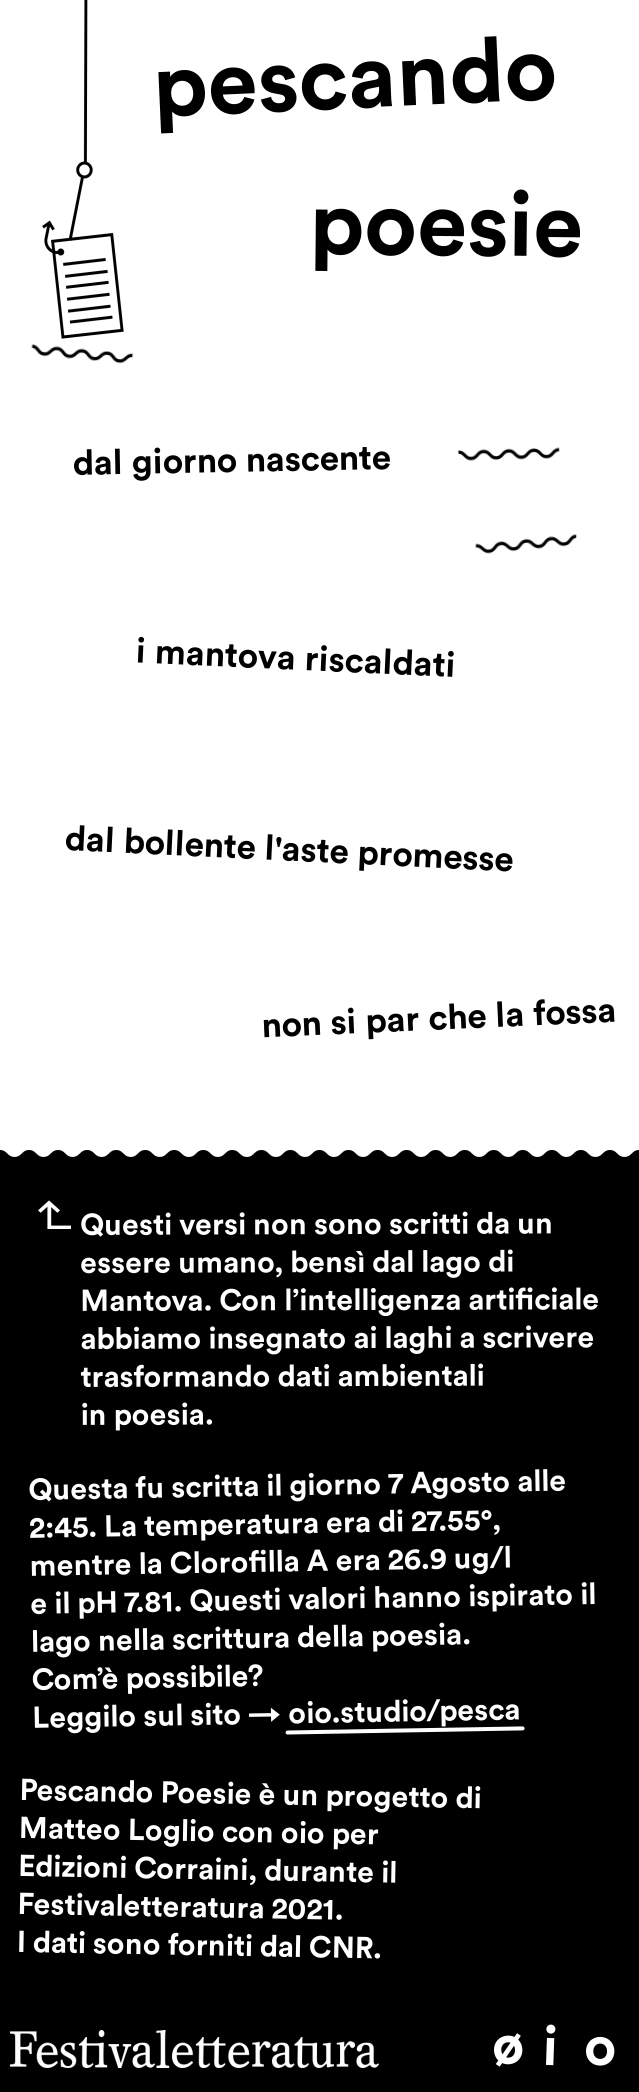 pescando
poesie
dal giorno nascente
i mantova riscaldati
dal bollente l'aste promesse
non si par che la fossa
Questi versi non sono scritti da un
essere umano, bensì dal lago di
Mantova. Con l’intelligenza artificiale
abbiamo insegnato ai laghi a scrivere
trasformando dati ambientali
in poesia.
Questa fu scritta il giorno 7 Agosto alle
2:45. La temperatura era di 27.55°,
mentre la Clorofilla A era 26.9 ug/l
e il pH 7.81. Questi valori hanno ispirato il
lago nella scrittura della poesia.
Com’è possibile?
Leggilo sul sito → oio.studio/pesca
Pescando Poesie è un progetto di
Matteo Loglio con oio per
Edizioni Corraini, durante il
Festivaletteratura 2021.
I dati sono forniti dal CNR.
Festivaletteratura ø i o